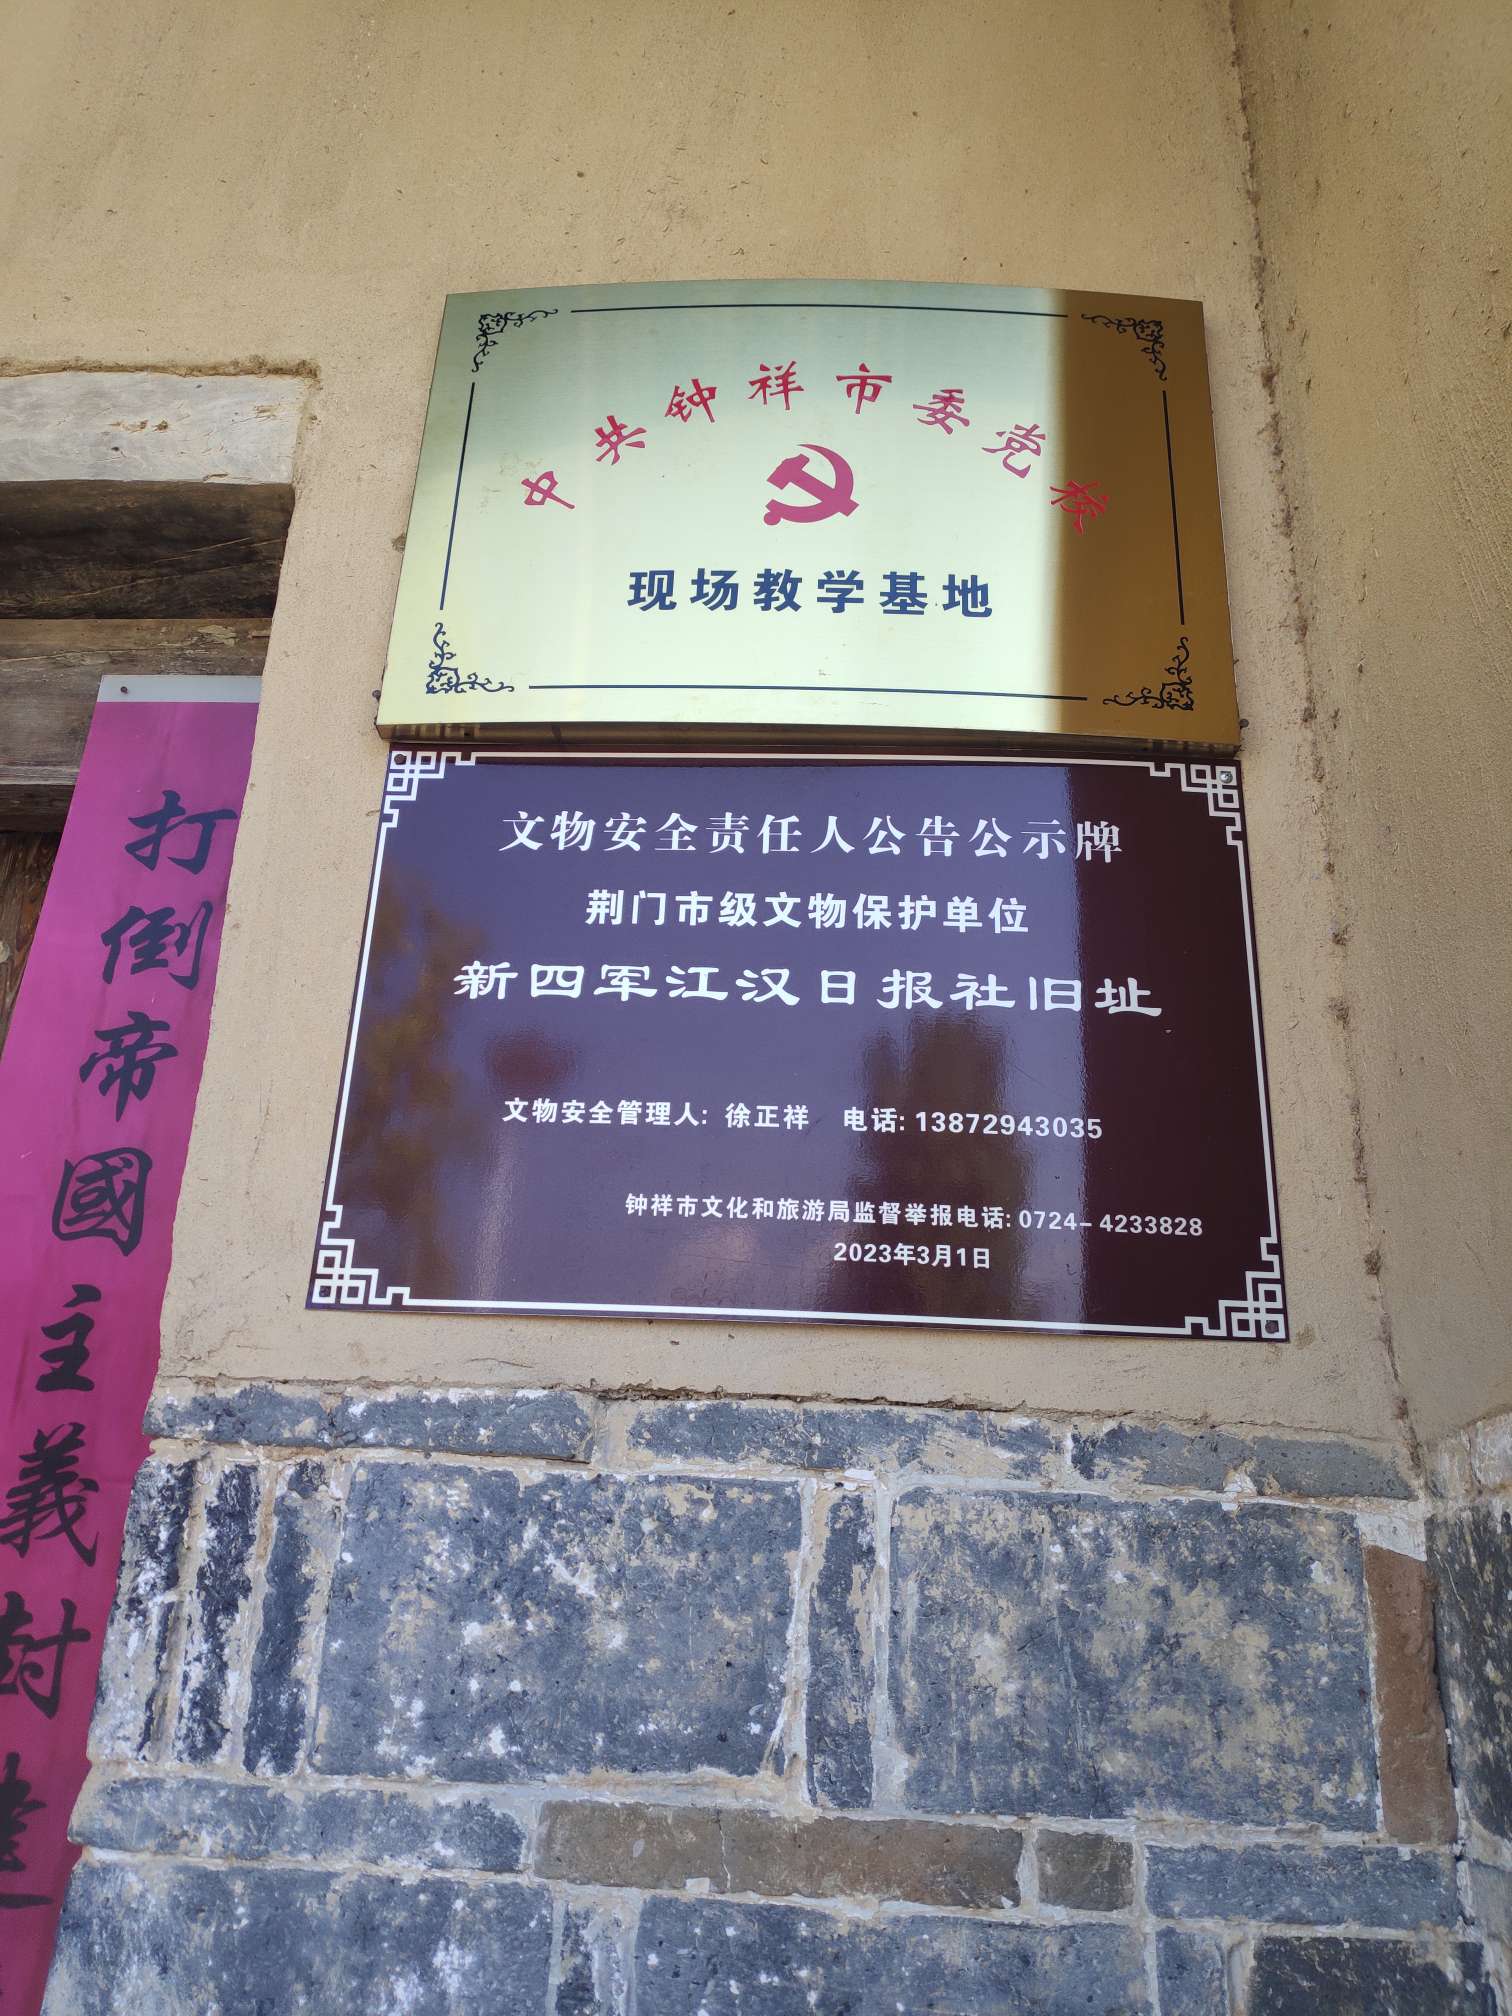 中共钟祥市委党校
现场教学基地
文物安全责任人公告公示牌
荆门市级文物保护单位
新四军江汉日报社旧址
文物安全管理人: 徐正祥 电话: 13872943035
钟祥市文化和旅游局监督举报电话: 0724-4233828
2023年3月1日
打倒帝國主義封建